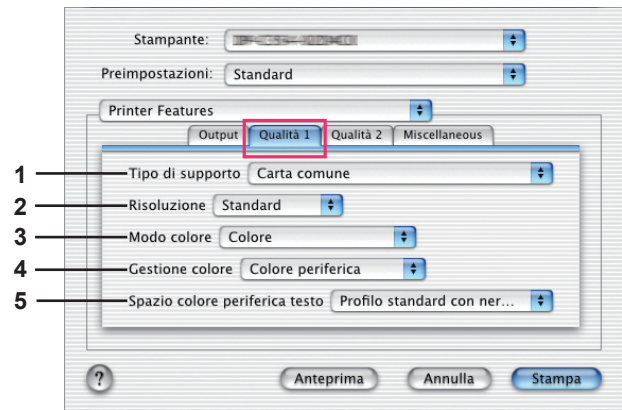 Stampante:
Preimpostazioni: Standard
Printer Features
Output Qualità 1 Qualità 2 Miscellaneous
1 Tipo di supporto Carta comune
2 Risoluzione Standard
3 Modo colore Colore
4 Gestione colore Colore periferica
5 Spazio colore periferica testo Profilo standard con ner...
? Anteprima Annulla Stampa